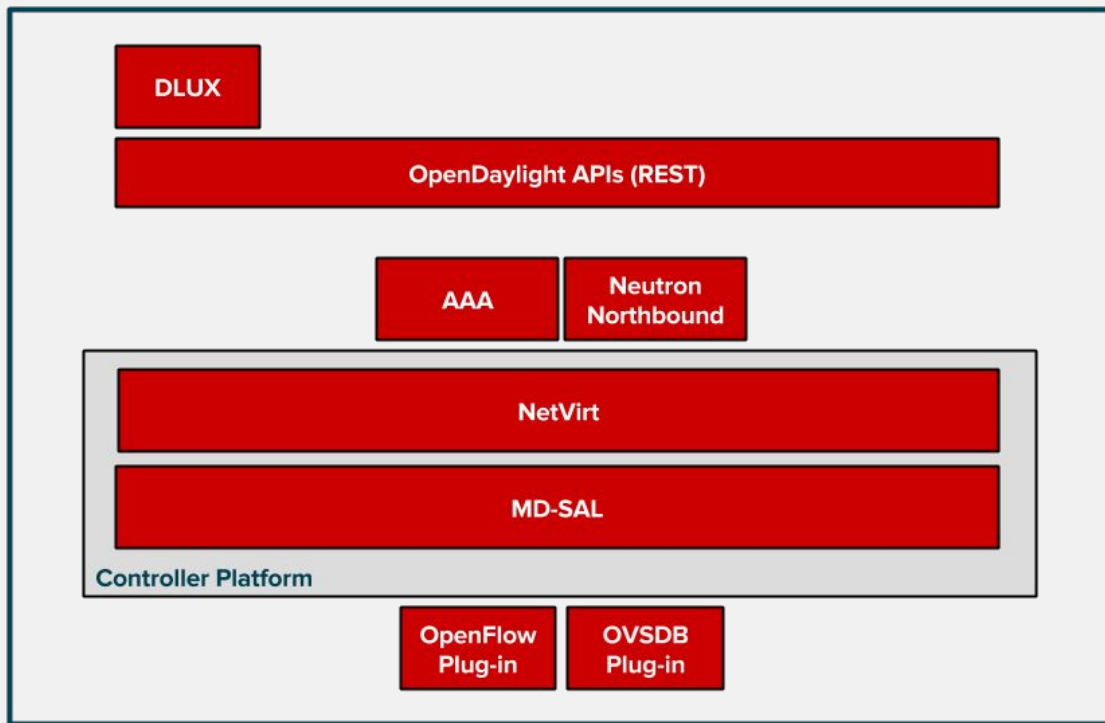 DLUX
OpenDaylight APIs (REST)
AAA
Neutron
Northbound
NetVirt
MD-SAL
Controller Platform
OpenFlow
Plug-in
OVSDB
Plug-in